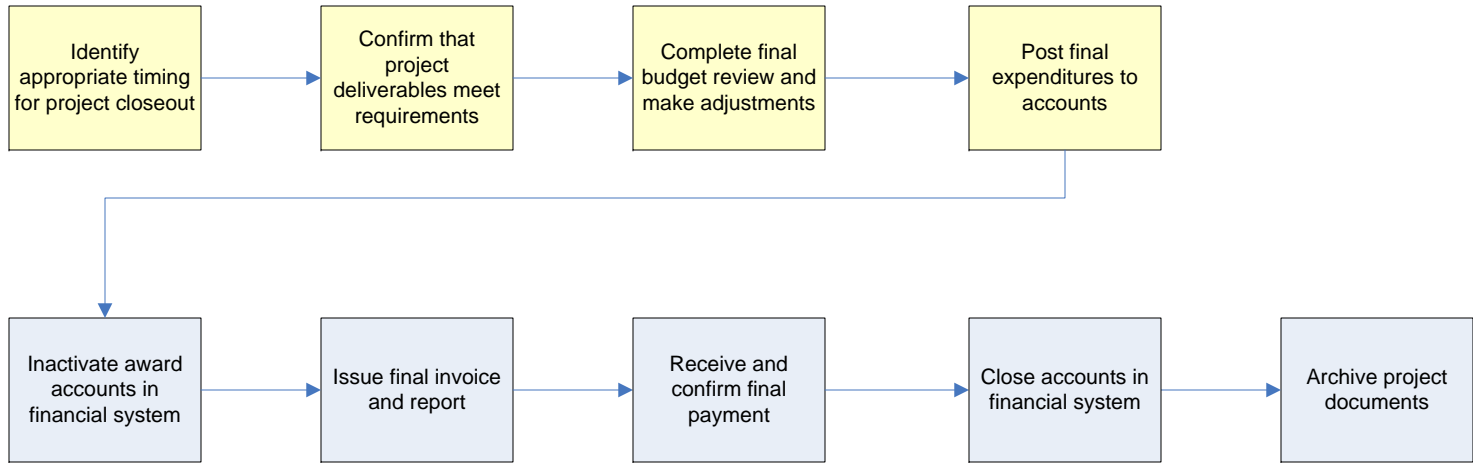 Identify
appropriate timing
for project closeout
Confirm that
project
deliverables meet
requirements
Complete final
budget review and
make adjustments
Post final
expenditures to
accounts
Inactivate award
accounts in
financial system
Issue final invoice
and report
Receive and
confirm final
payment
Close accounts in
financial system
Archive project
documents